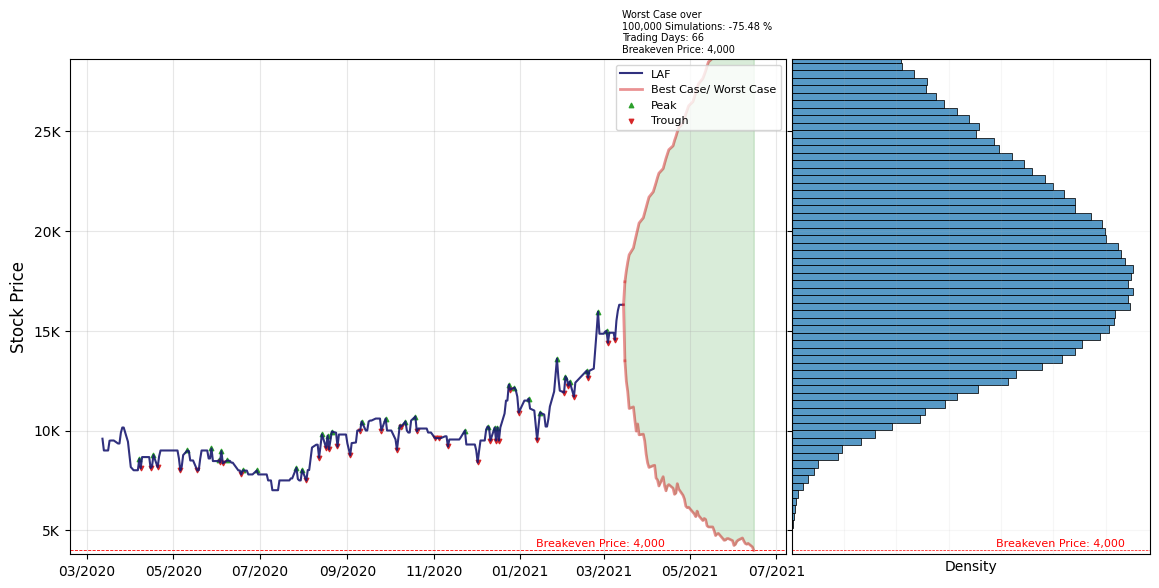 Worst Case over
100,000 Simulations: -75.48 %
Trading Days: 66
Breakeven Price: 4,000
LAF
Best Case/ Worst Case
Peak
Trough
Stock Price
25K
20K
15K
10K
5K
Breakeven Price: 4,000
Breakeven Price: 4,000
03/2020 05/2020 07/2020 09/2020 11/2020 01/2021 03/2021 05/2021 07/2021
Density